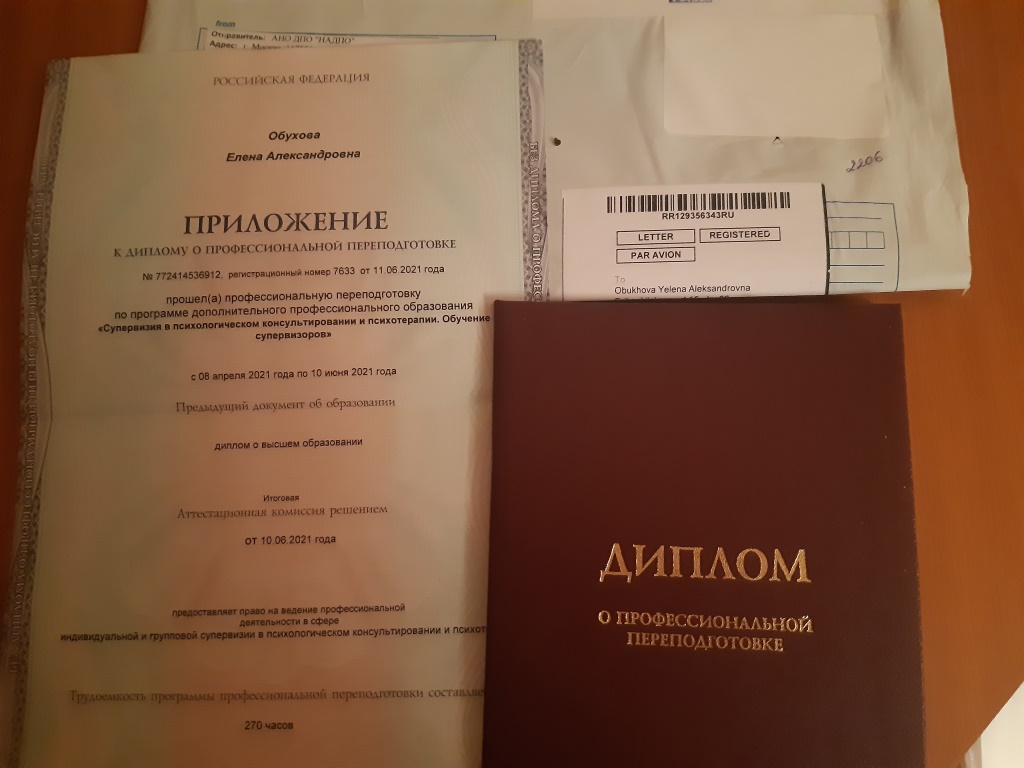 from
Отправитель: АНО ДПО "НАДПО"
Адрес: г.
РОССИЙСКАЯ ФЕДЕРАЦИЯ
Обухова
Елена Александровна
ПРИЛОЖЕНИЕ
К ДИПЛОМУ О ПРОФЕССИОНАЛЬНОЙ ПЕРЕПОДГОТОВКЕ
№ 772414536912, регистрационный номер 7633 от 11.06.2021 года
прошел(а) профессиональную переподготовку
по программе дополнительного профессионального образования
«Супервизия в психологическом консультировании и психотерапии. Обучение
супервизоров»
с 08 апреля 2021 года по 10 июня 2021 года
Предыдущий документ об образовании
диплом о высшем образовании
Итоговая
Аттестационная комиссия решением
от 10.06.2021 года
предоставляет право на ведение профессиональной
деятельности в сфере
индивидуальной и групповой супервизии в психологическом консультировании и психот
Трудоемкость программы профессиональной переподготовки составляе
270 часов
2206
RR129356343RU
LETTER
REGISTERED
PAR AVION
To
Obukhova Yelena Aleksandrovna
ДИПЛОМ
О ПРОФЕССИОНАЛЬНОЙ
ПЕРЕПОДГОТОВКЕ